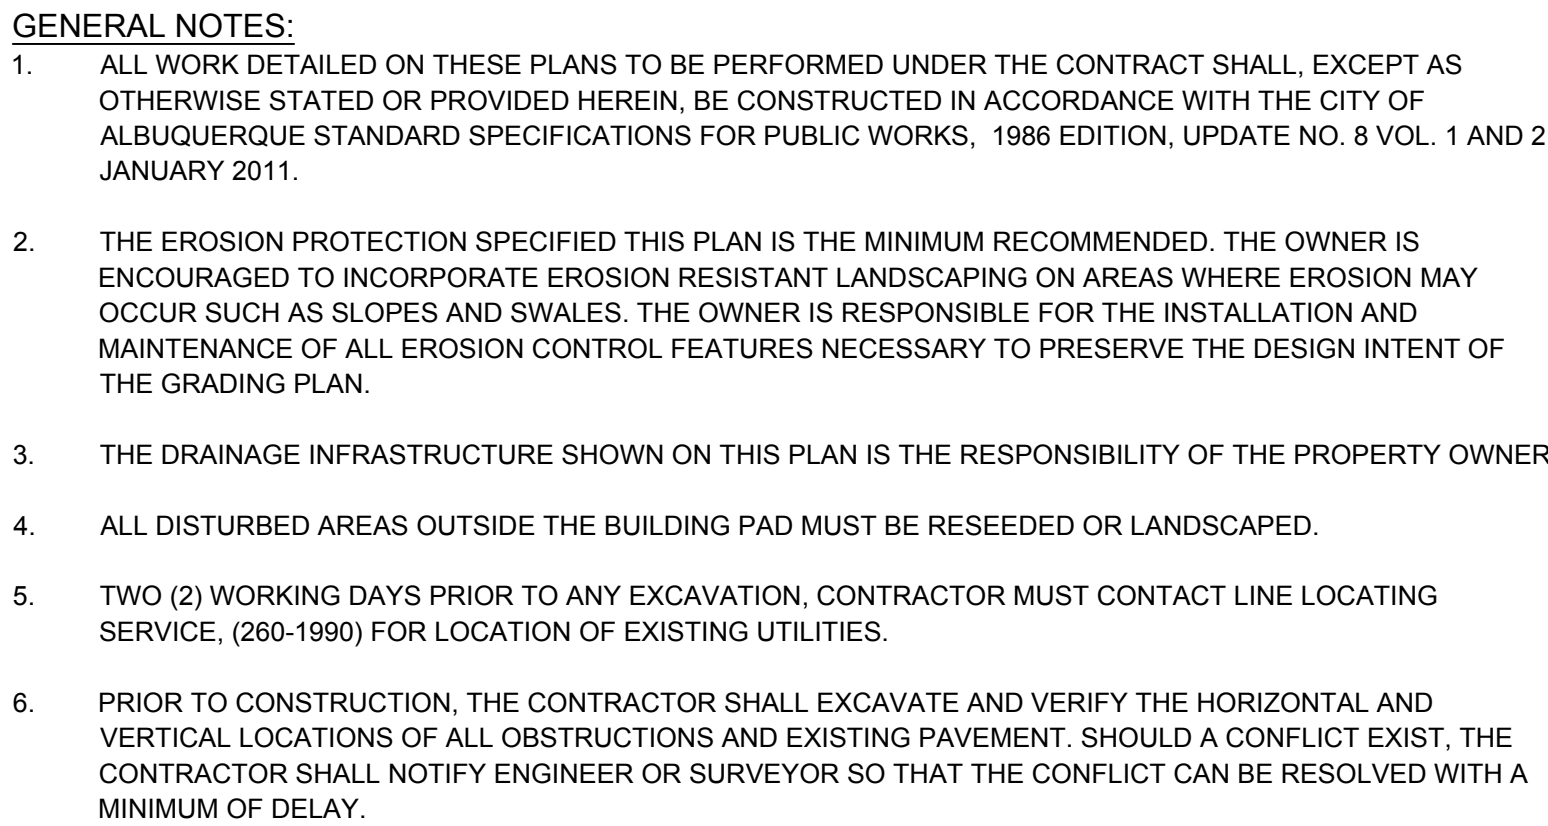 GENERAL NOTES:
1. ALL WORK DETAILED ON THESE PLANS TO BE PERFORMED UNDER THE CONTRACT SHALL, EXCEPT AS
OTHERWISE STATED OR PROVIDED HEREIN, BE CONSTRUCTED IN ACCORDANCE WITH THE CITY OF
ALBUQUERQUE STANDARD SPECIFICATIONS FOR PUBLIC WORKS, 1986 EDITION, UPDATE NO. 8 VOL. 1 AND 2
JANUARY 2011.
2. THE EROSION PROTECTION SPECIFIED THIS PLAN IS THE MINIMUM RECOMMENDED. THE OWNER IS
ENCOURAGED TO INCORPORATE EROSION RESISTANT LANDSCAPING ON AREAS WHERE EROSION MAY
OCCUR SUCH AS SLOPES AND SWALES. THE OWNER IS RESPONSIBLE FOR THE INSTALLATION AND
MAINTENANCE OF ALL EROSION CONTROL FEATURES NECESSARY TO PRESERVE THE DESIGN INTENT OF
THE GRADING PLAN.
3. THE DRAINAGE INFRASTRUCTURE SHOWN ON THIS PLAN IS THE RESPONSIBILITY OF THE PROPERTY OWNER
4. ALL DISTURBED AREAS OUTSIDE THE BUILDING PAD MUST BE RESEEDED OR LANDSCAPED.
5. TWO (2) WORKING DAYS PRIOR TO ANY EXCAVATION, CONTRACTOR MUST CONTACT LINE LOCATING
SERVICE, (260-1990) FOR LOCATION OF EXISTING UTILITIES.
6. PRIOR TO CONSTRUCTION, THE CONTRACTOR SHALL EXCAVATE AND VERIFY THE HORIZONTAL AND
VERTICAL LOCATIONS OF ALL OBSTRUCTIONS AND EXISTING PAVEMENT. SHOULD A CONFLICT EXIST, THE
CONTRACTOR SHALL NOTIFY ENGINEER OR SURVEYOR SO THAT THE CONFLICT CAN BE RESOLVED WITH A
MINIMUM OF DELAY.